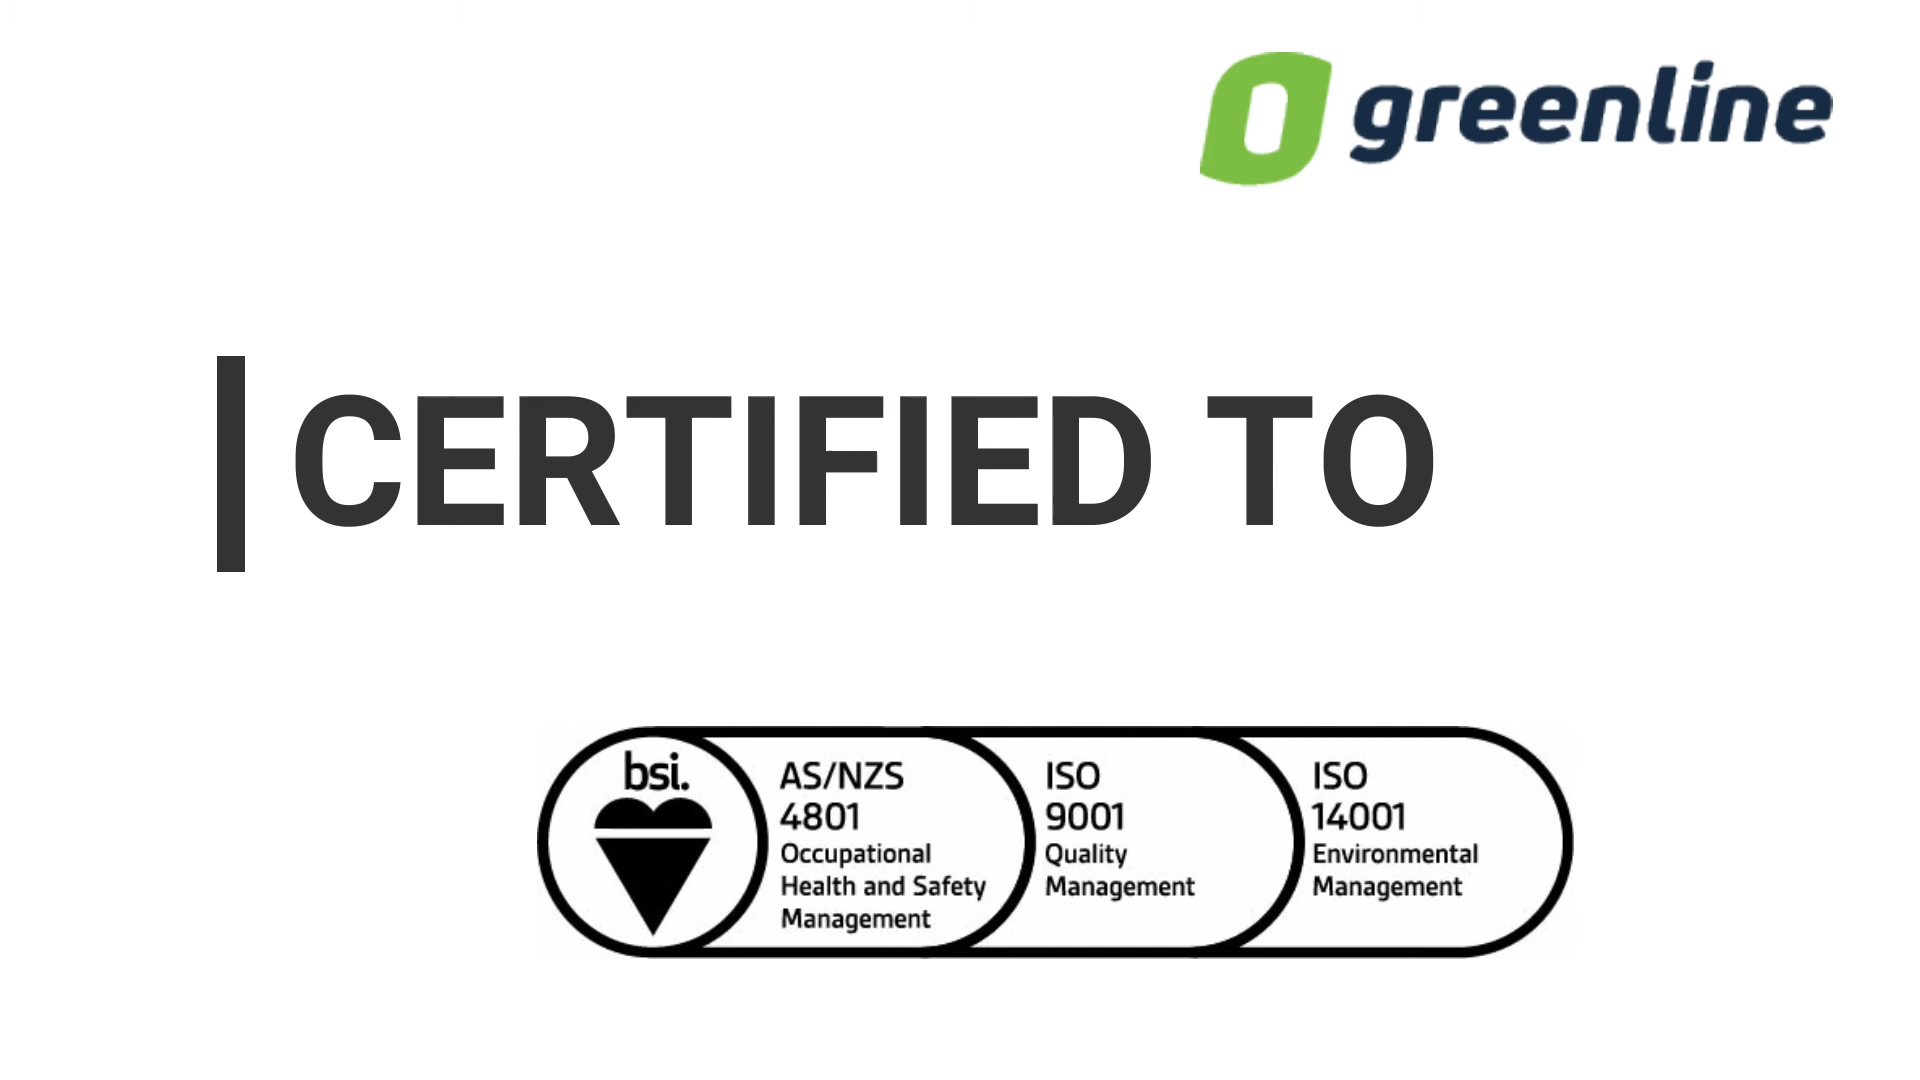 greenline
CERTIFIED TO
bsi.
AS/NZS
4801
Occupational
Health and Safety
Management
ISO
9001
Quality
Management
ISO
14001
Environmental
Management